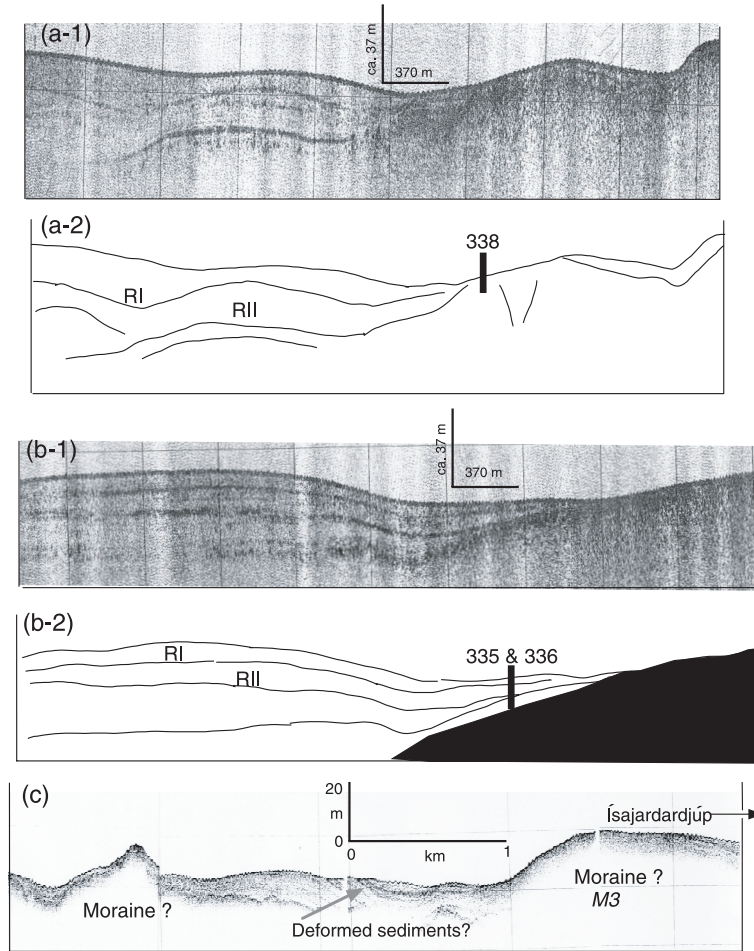 (a-1)
ca. 37 m
370 m
(a-2)
338
RI
RII
(b-1)
ca. 37 m
370 m
(b-2)
335 & 336
RI
RII
(c)
20
m
0
Ísajardardjúp
0
km
1
Moraine ?
Moraine ?
M3
Deformed sediments?